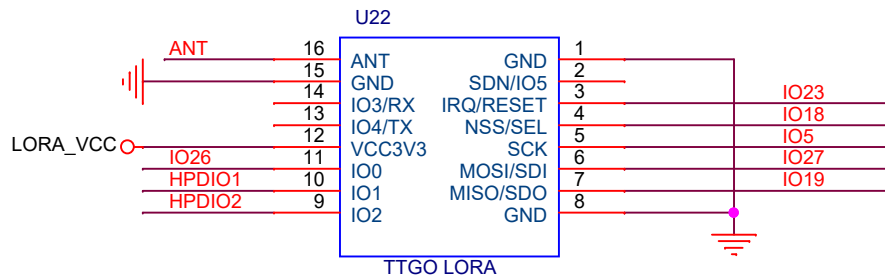 U22
ANT 16 ANT GND 1
15 GND SDN/IO5 2
14 IO3/RX IRQ/RESET 3 IO23
13 IO4/TX NSS/SEL 4 IO18
LORA_VCC 12 VCC3V3 SCK 5 IO5
IO26 11 IO0 MOSI/SDI 6 IO27
HPDIO1 10 IO1 MISO/SDO 7 IO19
HPDIO2 9 IO2 GND 8
TTGO LORA